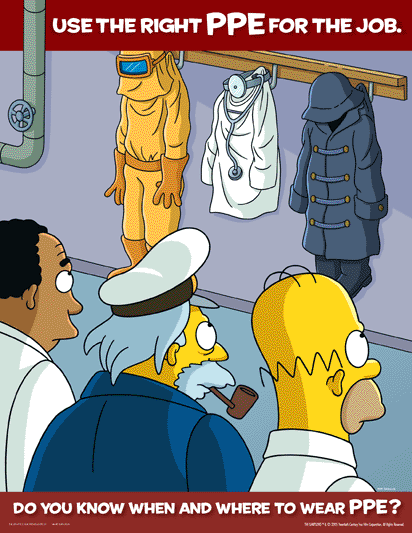 USE THE RIGHT PPE FOR THE JOB.
DO YOU KNOW WHEN AND WHERE TO WEAR PPE?